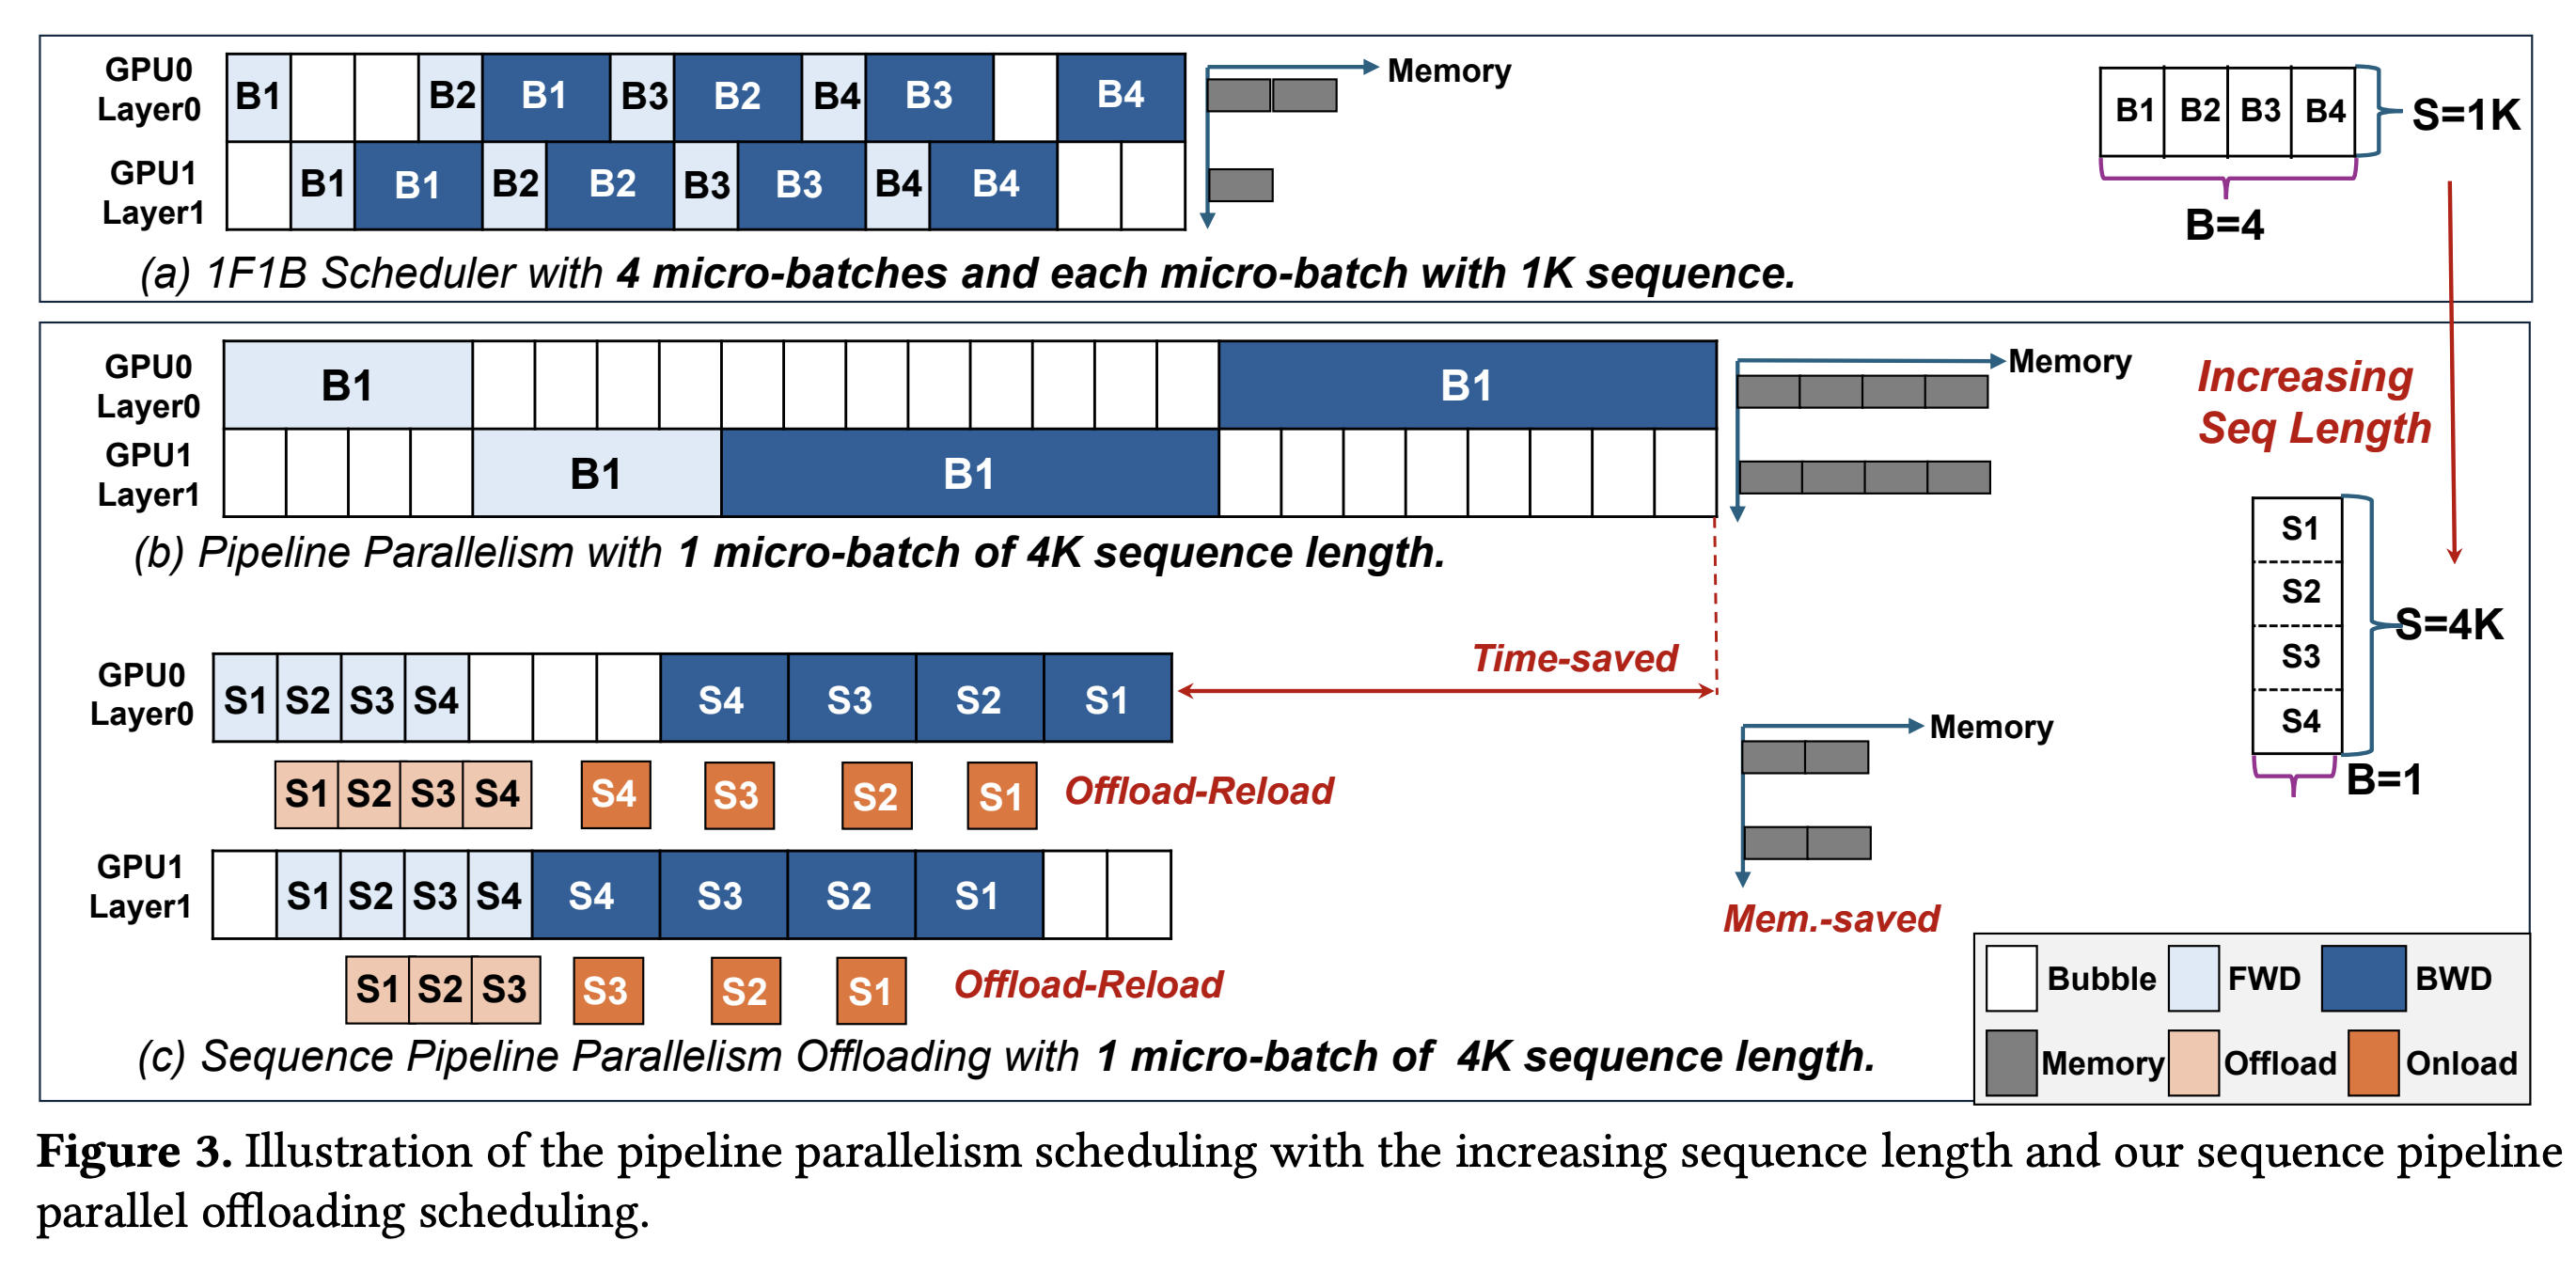 GPU0
Layer0
B1 B2 B1 B3 B2 B4 B3 B4
Memory
GPU1
Layer1
B1 B1 B2 B2 B3 B3 B4 B4
B1 B2 B3 B4
S=1K
B=4
(a) 1F1B Scheduler with 4 micro-batches and each micro-batch with 1K sequence.
GPU0
Layer0
B1 B1
Memory
GPU1
Layer1
B1 B1
Increasing
Seq Length
(b) Pipeline Parallelism with 1 micro-batch of 4K sequence length.
S1
S2
S3
S4
S=4K
B=1
Time-saved
GPU0
Layer0
S1 S2 S3 S4 S4 S3 S2 S1
S1 S2 S3 S4 S4 S3 S2 S1 Offload-Reload
Memory
GPU1
Layer1
S1 S2 S3 S4 S4 S3 S2 S1
Mem.-saved
S1 S2 S3 S3 S2 S1 Offload-Reload
(c) Sequence Pipeline Parallelism Offloading with 1 micro-batch of 4K sequence length.
Bubble FWD BWD
Memory Offload Onload
Figure 3. Illustration of the pipeline parallelism scheduling with the increasing sequence length and our sequence pipeline
parallel offloading scheduling.